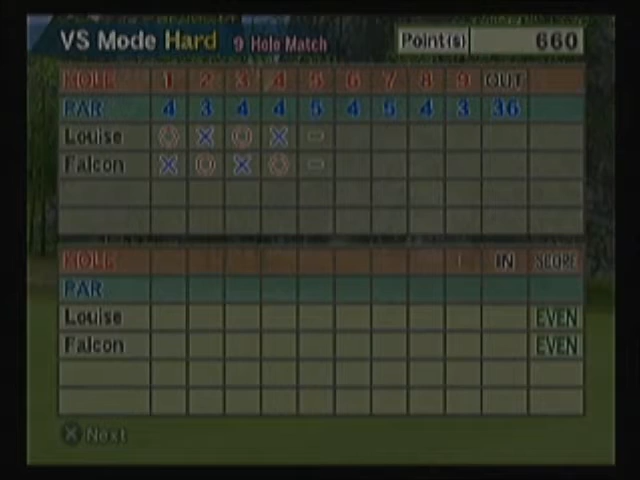 VS Mode Hard 9 Hole Match Point(s) 660
HOLE 1 2 3 4 5 6 7 8 9 OUT
PAR 4 3 4 4 5 4 5 4 3 36
Louise ◎ × ◎ × -
Falcon × ◎ × ◎ -
HOLE IN SCORE
PAR
Louise EVEN
Falcon EVEN
Next